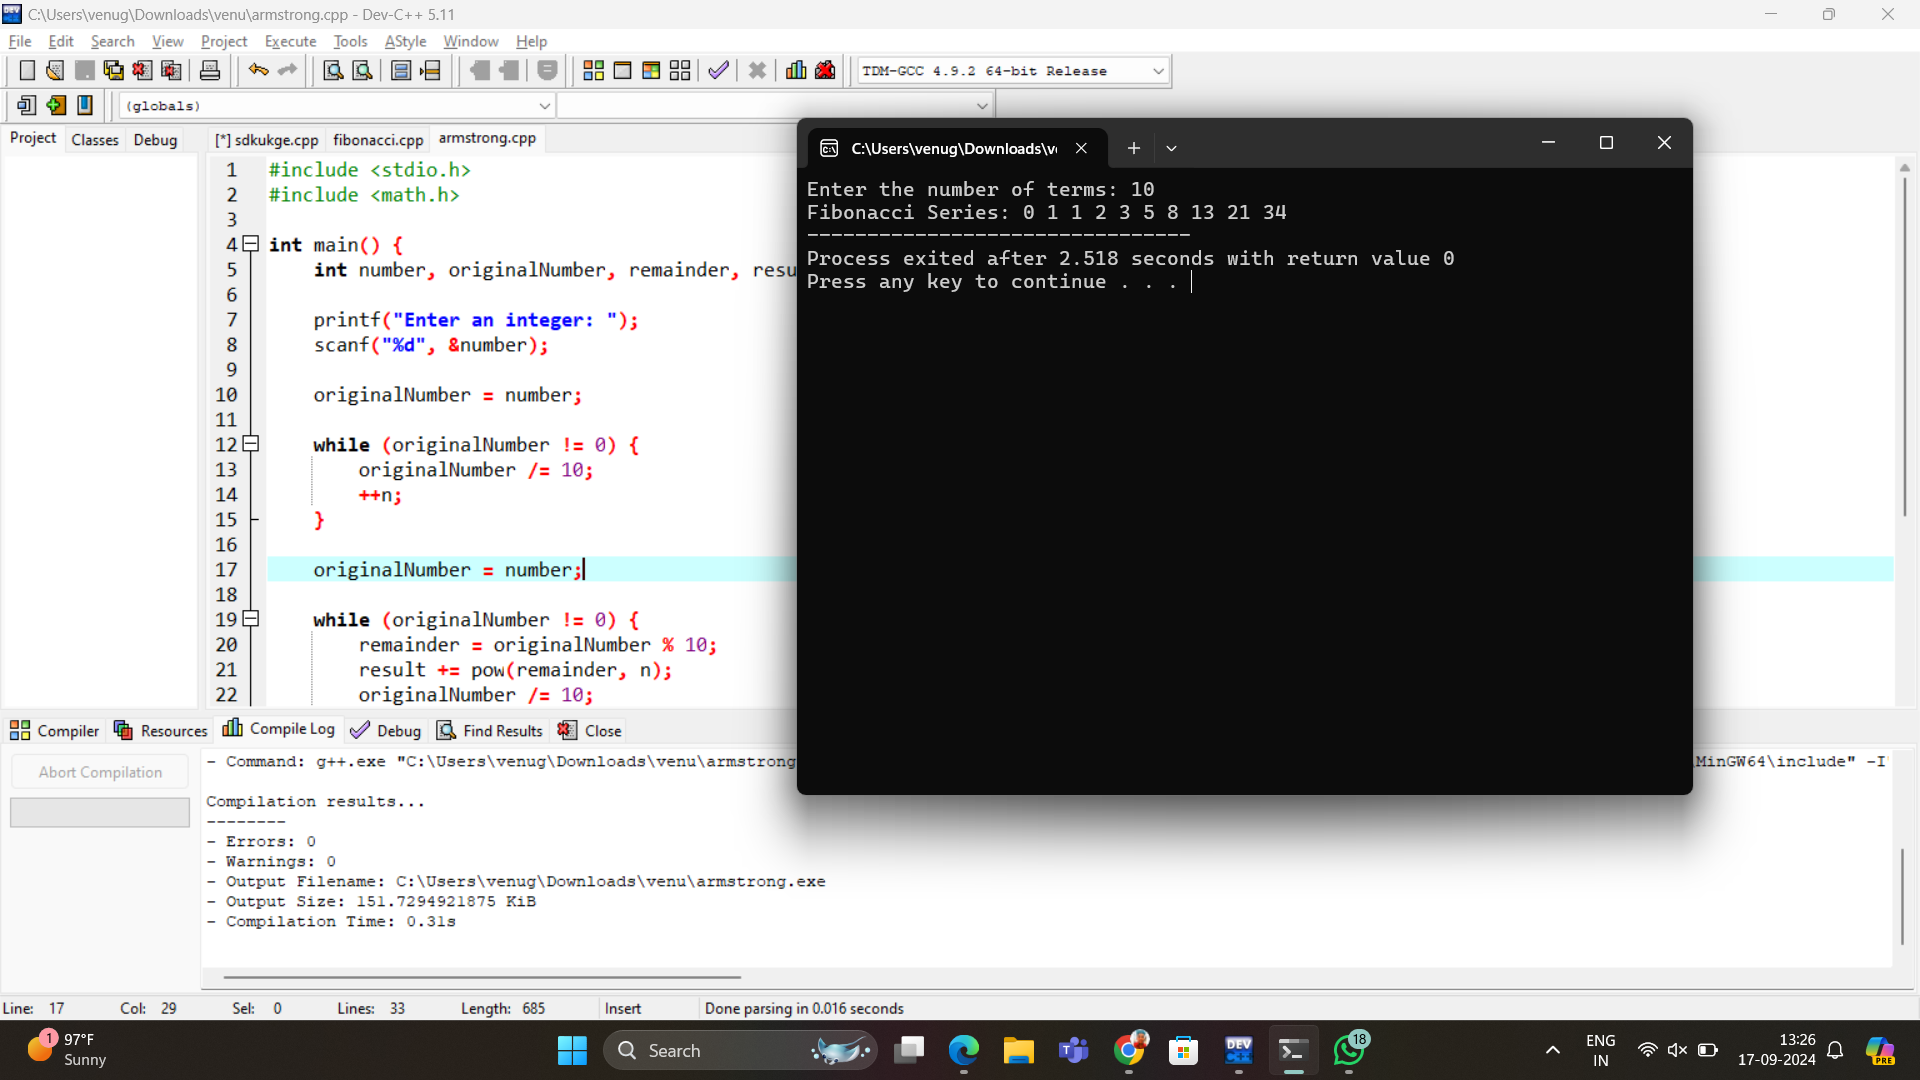 C:\Users\venug\Downloads\venu\armstrong.cpp - Dev-C++ 5.11
File Edit Search View Project Execute Tools AStyle Window Help
TDM-GCC 4.9.2 64-bit Release
(globals)
Project Classes Debug
[*] sdkukge.cpp fibonacci.cpp armstrong.cpp
1 #include <stdio.h>
2 #include <math.h>
3
4 int main() {
5 int number, originalNumber, remainder, resu
6
7 printf("Enter an integer: ");
8 scanf("%d", &number);
9
10 originalNumber = number;
11
12 while (originalNumber != 0) {
13 originalNumber /= 10;
14 ++n;
15 }
16
17 originalNumber = number;
18
19 while (originalNumber != 0) {
20 remainder = originalNumber % 10;
21 result += pow(remainder, n);
22 originalNumber /= 10;
C:\Users\venug\Downloads\v
Enter the number of terms: 10
Fibonacci Series: 0 1 1 2 3 5 8 13 21 34
--------------------------------
Process exited after 2.518 seconds with return value 0
Press any key to continue . . .
Compiler Resources Compile Log Debug Find Results Close
Abort Compilation
- Command: g++.exe "C:\Users\venug\Downloads\venu\armstrong
MinGW64\include" -I
Compilation results...
--------
- Errors: 0
- Warnings: 0
- Output Filename: C:\Users\venug\Downloads\venu\armstrong.exe
- Output Size: 151.7294921875 KiB
- Compilation Time: 0.31s
Line: 17 Col: 29 Sel: 0 Lines: 33 Length: 685 Insert Done parsing in 0.016 seconds
1
97°F
Sunny
Search
DEV
C++
18
ENG
IN
13:26
17-09-2024
PRE